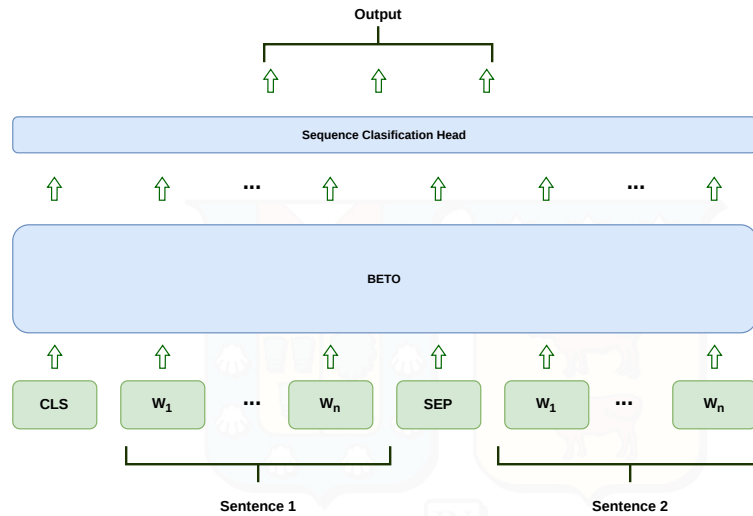 Output
Sequence Clasification Head
... ...
BETO
CLS W1 ... Wn SEP W1 ... Wn
Sentence 1 Sentence 2